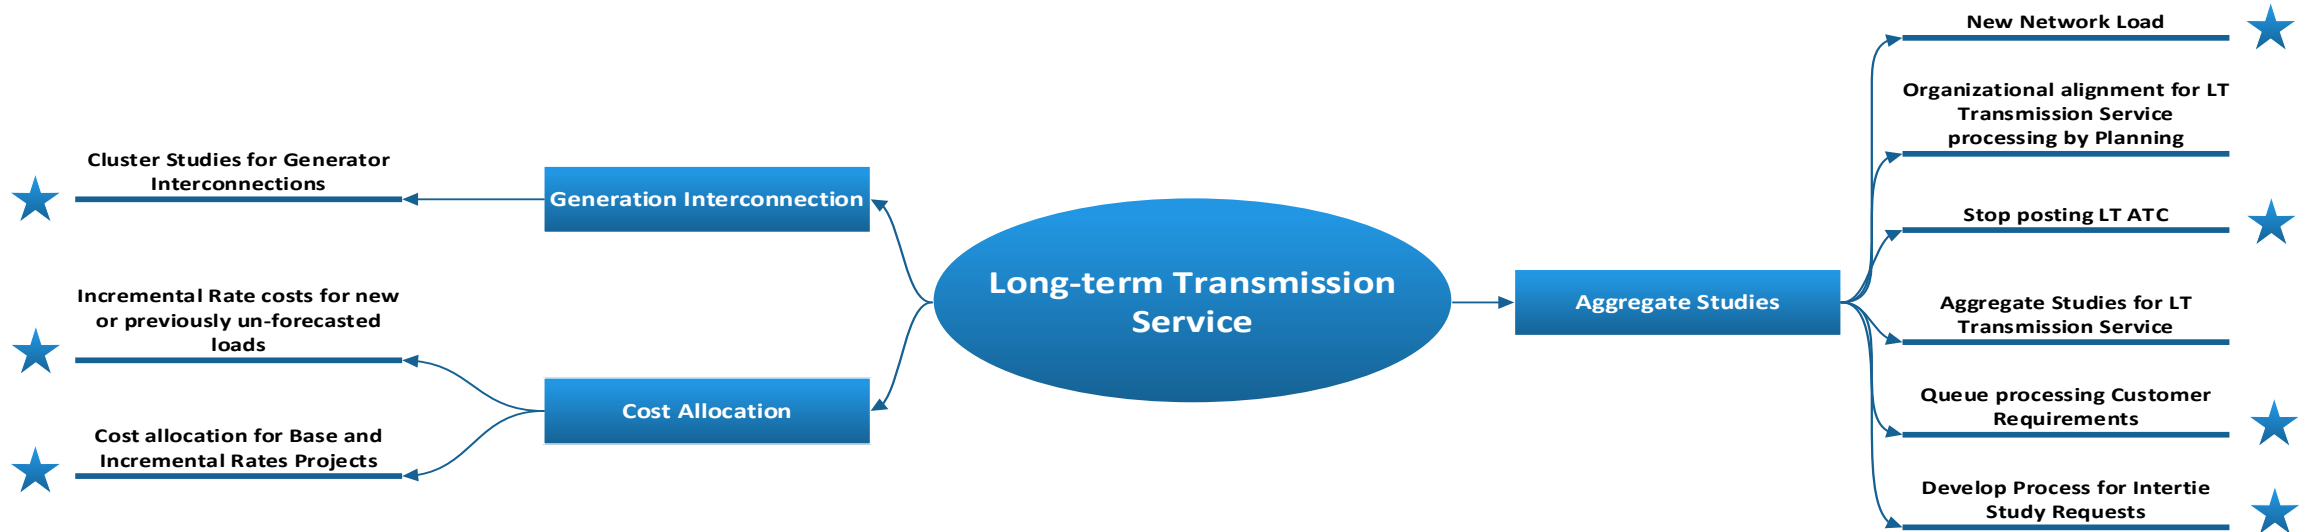 Long-term Transmission
Service
Generation Interconnection
Cluster Studies for Generator
Interconnections
Cost Allocation
Incremental Rate costs for new
or previously un-forecasted
loads
Cost allocation for Base and
Incremental Rates Projects
Aggregate Studies
New Network Load
Organizational alignment for LT
Transmission Service
processing by Planning
Stop posting LT ATC
Aggregate Studies for LT
Transmission Service
Queue processing Customer
Requirements
Develop Process for Intertie
Study Requests